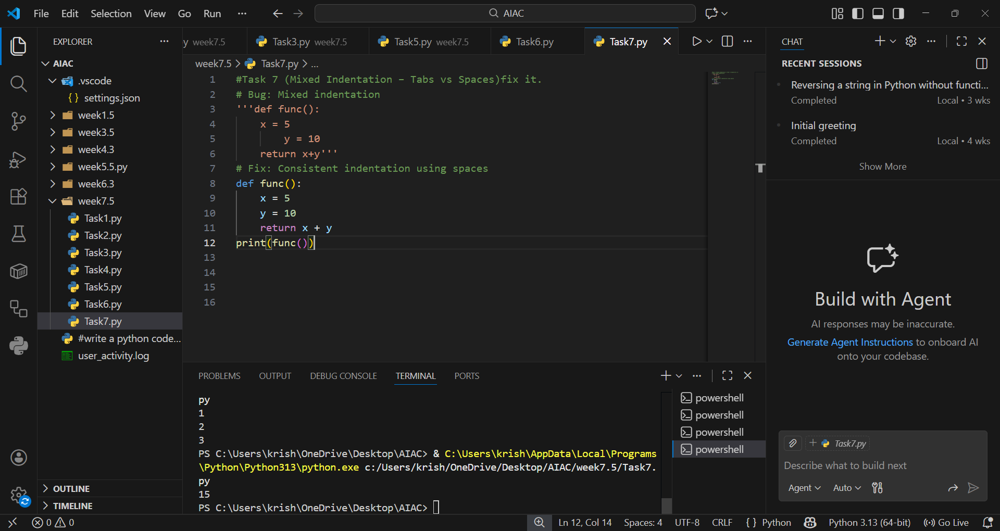 File Edit Selection View Go Run ... AIAC
EXPLORER ...
AIAC
.vscode
{ } settings.json
week1.5
week3.5
week4.3
week5.5.py
week6.3
week7.5
Task1.py
Task2.py
Task3.py
Task4.py
Task5.py
Task6.py
Task7.py
#write a python code...
user_activity.log
OUTLINE
TIMELINE
y week7.5 Task3.py week7.5 Task5.py week7.5 Task6.py Task7.py
week7.5 > Task7.py > ...
1 #Task 7 (Mixed Indentation – Tabs vs Spaces)fix it.
2 # Bug: Mixed indentation
3 '''def func():
4     x = 5
5         y = 10
6     return x+y'''
7 # Fix: Consistent indentation using spaces
8 def func():
9     x = 5
10     y = 10
11     return x + y
12 print(func())
13
14
15
16
PROBLEMS OUTPUT DEBUG CONSOLE TERMINAL PORTS
py
1
2
3
PS C:\Users\krish\OneDrive\Desktop\AIAC> & C:\Users\krish\AppData\Local\Programs
\Python\Python313\python.exe c:/Users/krish/OneDrive/Desktop/AIAC/week7.5/Task7.
py
15
PS C:\Users\krish\OneDrive\Desktop\AIAC>
powershell
powershell
powershell
powershell
CHAT
RECENT SESSIONS
Reversing a string in Python without functi...
Completed Local • 3 wks
Initial greeting
Completed Local • 4 wks
Show More
Build with Agent
AI responses may be inaccurate.
Generate Agent Instructions to onboard AI
onto your codebase.
+ Task7.py
Describe what to build next
Agent Auto
0 0 Ln 12, Col 14 Spaces: 4 UTF-8 CRLF { } Python Python 3.13 (64-bit) Go Live